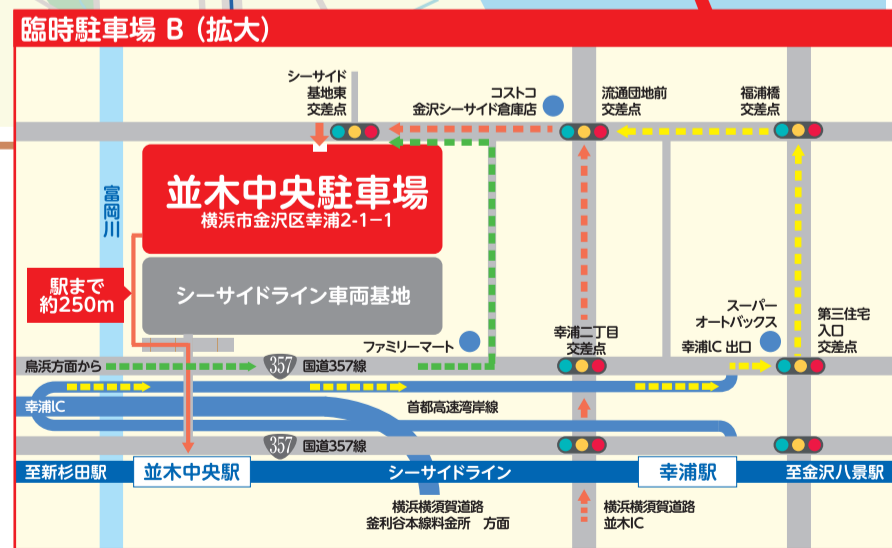 臨時駐車場 B（拡大）
シーサイド
基地東
交差点
コストコ
金沢シーサイド倉庫店
流通団地前
交差点
福浦橋
交差点
並木中央駐車場
横浜市金沢区幸浦2-1-1
富岡川
駅まで
約250m
シーサイドライン車両基地
ファミリーマート
幸浦二丁目
交差点
スーパー
オートバックス
幸浦IC 出口
第三住宅
入口
交差点
鳥浜方面から
357 国道357線
幸浦IC
首都高速湾岸線
357 国道357線
至新杉田駅
並木中央駅
シーサイドライン
幸浦駅
至金沢八景駅
横浜横須賀道路
釜利谷本線料金所 方面
横浜横須賀道路
並木IC